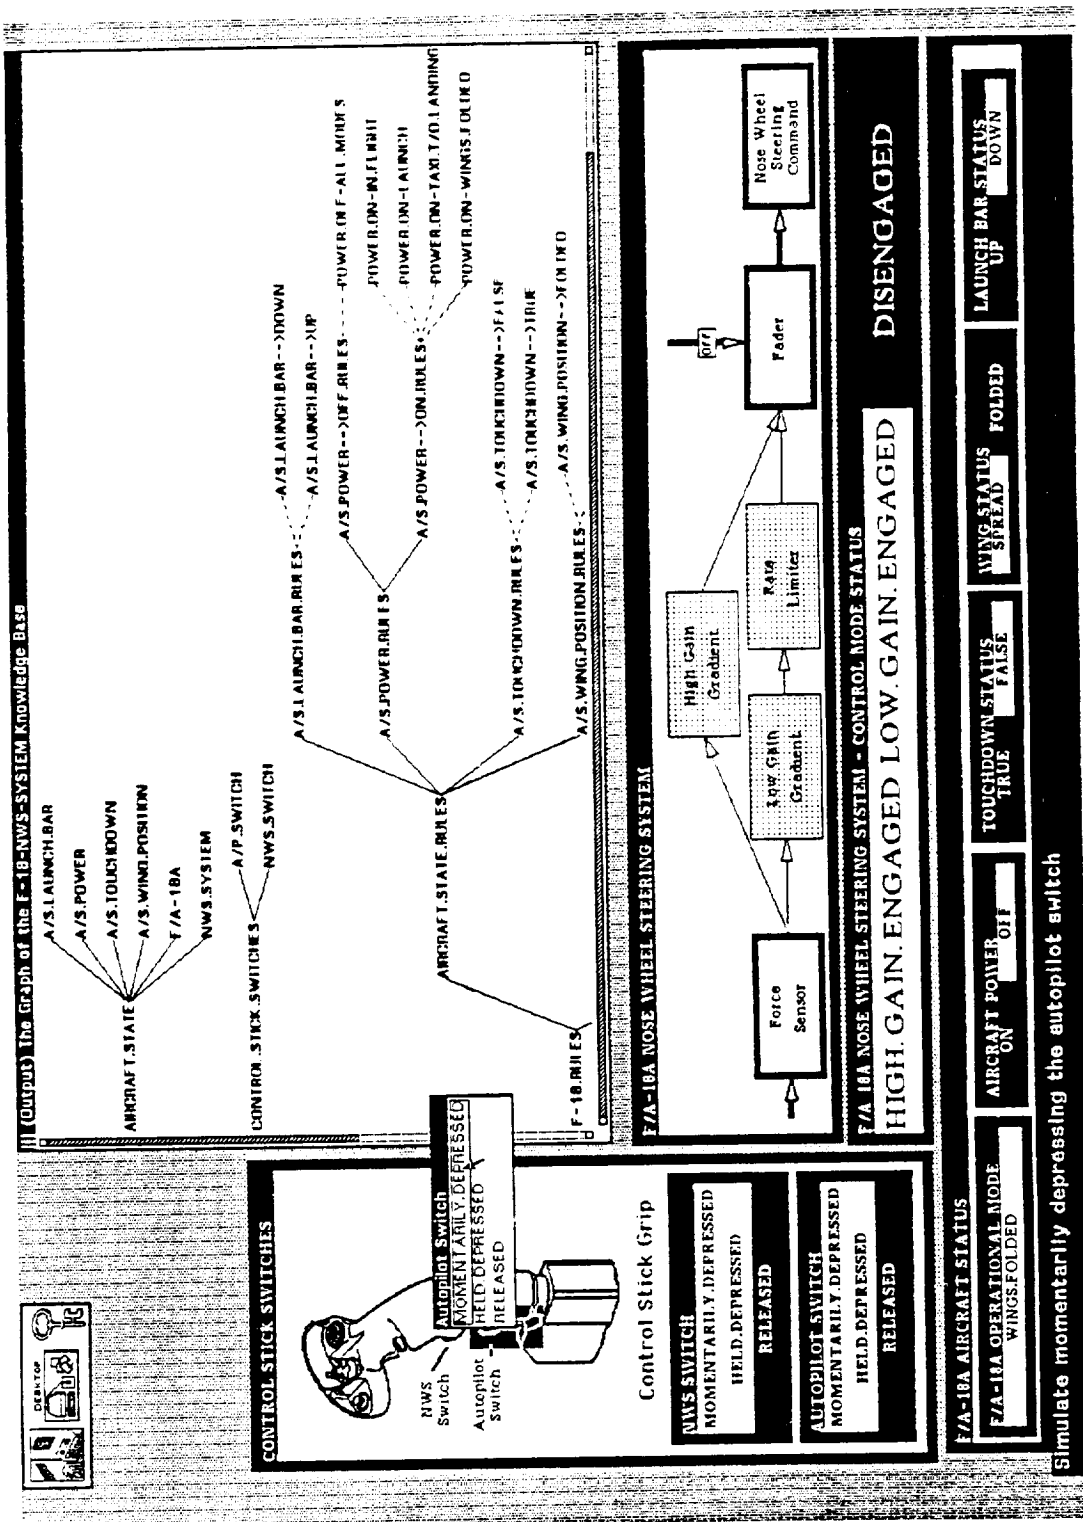 DESKTOP
(Output) The Graph of the F-18-NWS-SYSTEM Knowledge Base
A/S.LAUNCH.BAR
A/S.POWER
A/S.TOUCHDOWN
A/S.WING.POSITION
F/A-18A
NWS.SYSTEM
AIRCRAFT.STATE
A/P.SWITCH
NWS.SWITCH
CONTROL.STICK.SWITCHES
A/S.LAUNCH.BAR-->DOWN
A/S.LAUNCH.BAR-->UP
A/S.LAUNCH.BAR.RULES
A/S.POWER-->OFF.RULES
POWER.OFF-ALL.MODES
A/S.POWER.RULES
POWER.ON-IN.FLIGHT
POWER.ON-LAUNCH
A/S.POWER-->ON.RULES
POWER.ON-TAXI.T/O.LANDING
POWER.ON-WINGS.FOLDED
AIRCRAFT.STATE.RULES
A/S.TOUCHDOWN-->FALSE
A/S.TOUCHDOWN.RULES
A/S.TOUCHDOWN-->TRUE
A/S.WING.POSITION-->FOLDED
A/S.WING.POSITION.RULES
F-18.RULES
CONTROL STICK SWITCHES
NWS
Switch
Autopilot
Switch
Autopilot Switch
MOMENTARILY.DEPRESSED
HELD.DEPRESSED
RELEASED
Control Stick Grip
NWS SWITCH
MOMENTARILY.DEPRESSED
HELD.DEPRESSED
RELEASED
AUTOPILOT SWITCH
MOMENTARILY.DEPRESSED
HELD.DEPRESSED
RELEASED
F/A-18A NOSE WHEEL STEERING SYSTEM
Force
Sensor
High Gain
Gradient
Low Gain
Gradient
Rate
Limiter
OFF
Fader
Nose Wheel
Steering
Command
F/A 18A NOSE WHEEL STEERING SYSTEM - CONTROL MODE STATUS
HIGH.GAIN.ENGAGED LOW.GAIN.ENGAGED DISENGAGED
F/A-18A AIRCRAFT STATUS
F/A-18A OPERATIONAL MODE
WINGS.FOLDED
AIRCRAFT POWER
ON OFF
TOUCHDOWN STATUS
TRUE FALSE
WING STATUS
SPREAD FOLDED
LAUNCH BAR STATUS
UP DOWN
Simulate momentarily depressing the autopilot switch